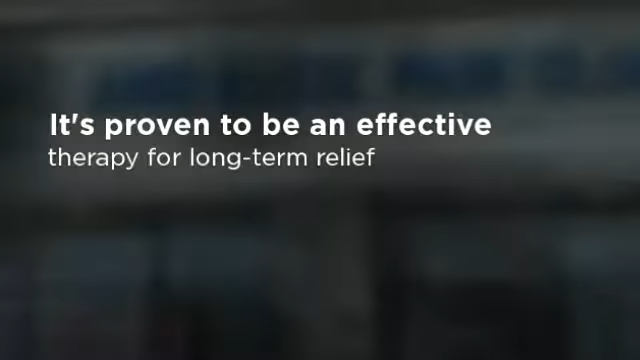 It's proven to be an effective
therapy for long-term relief